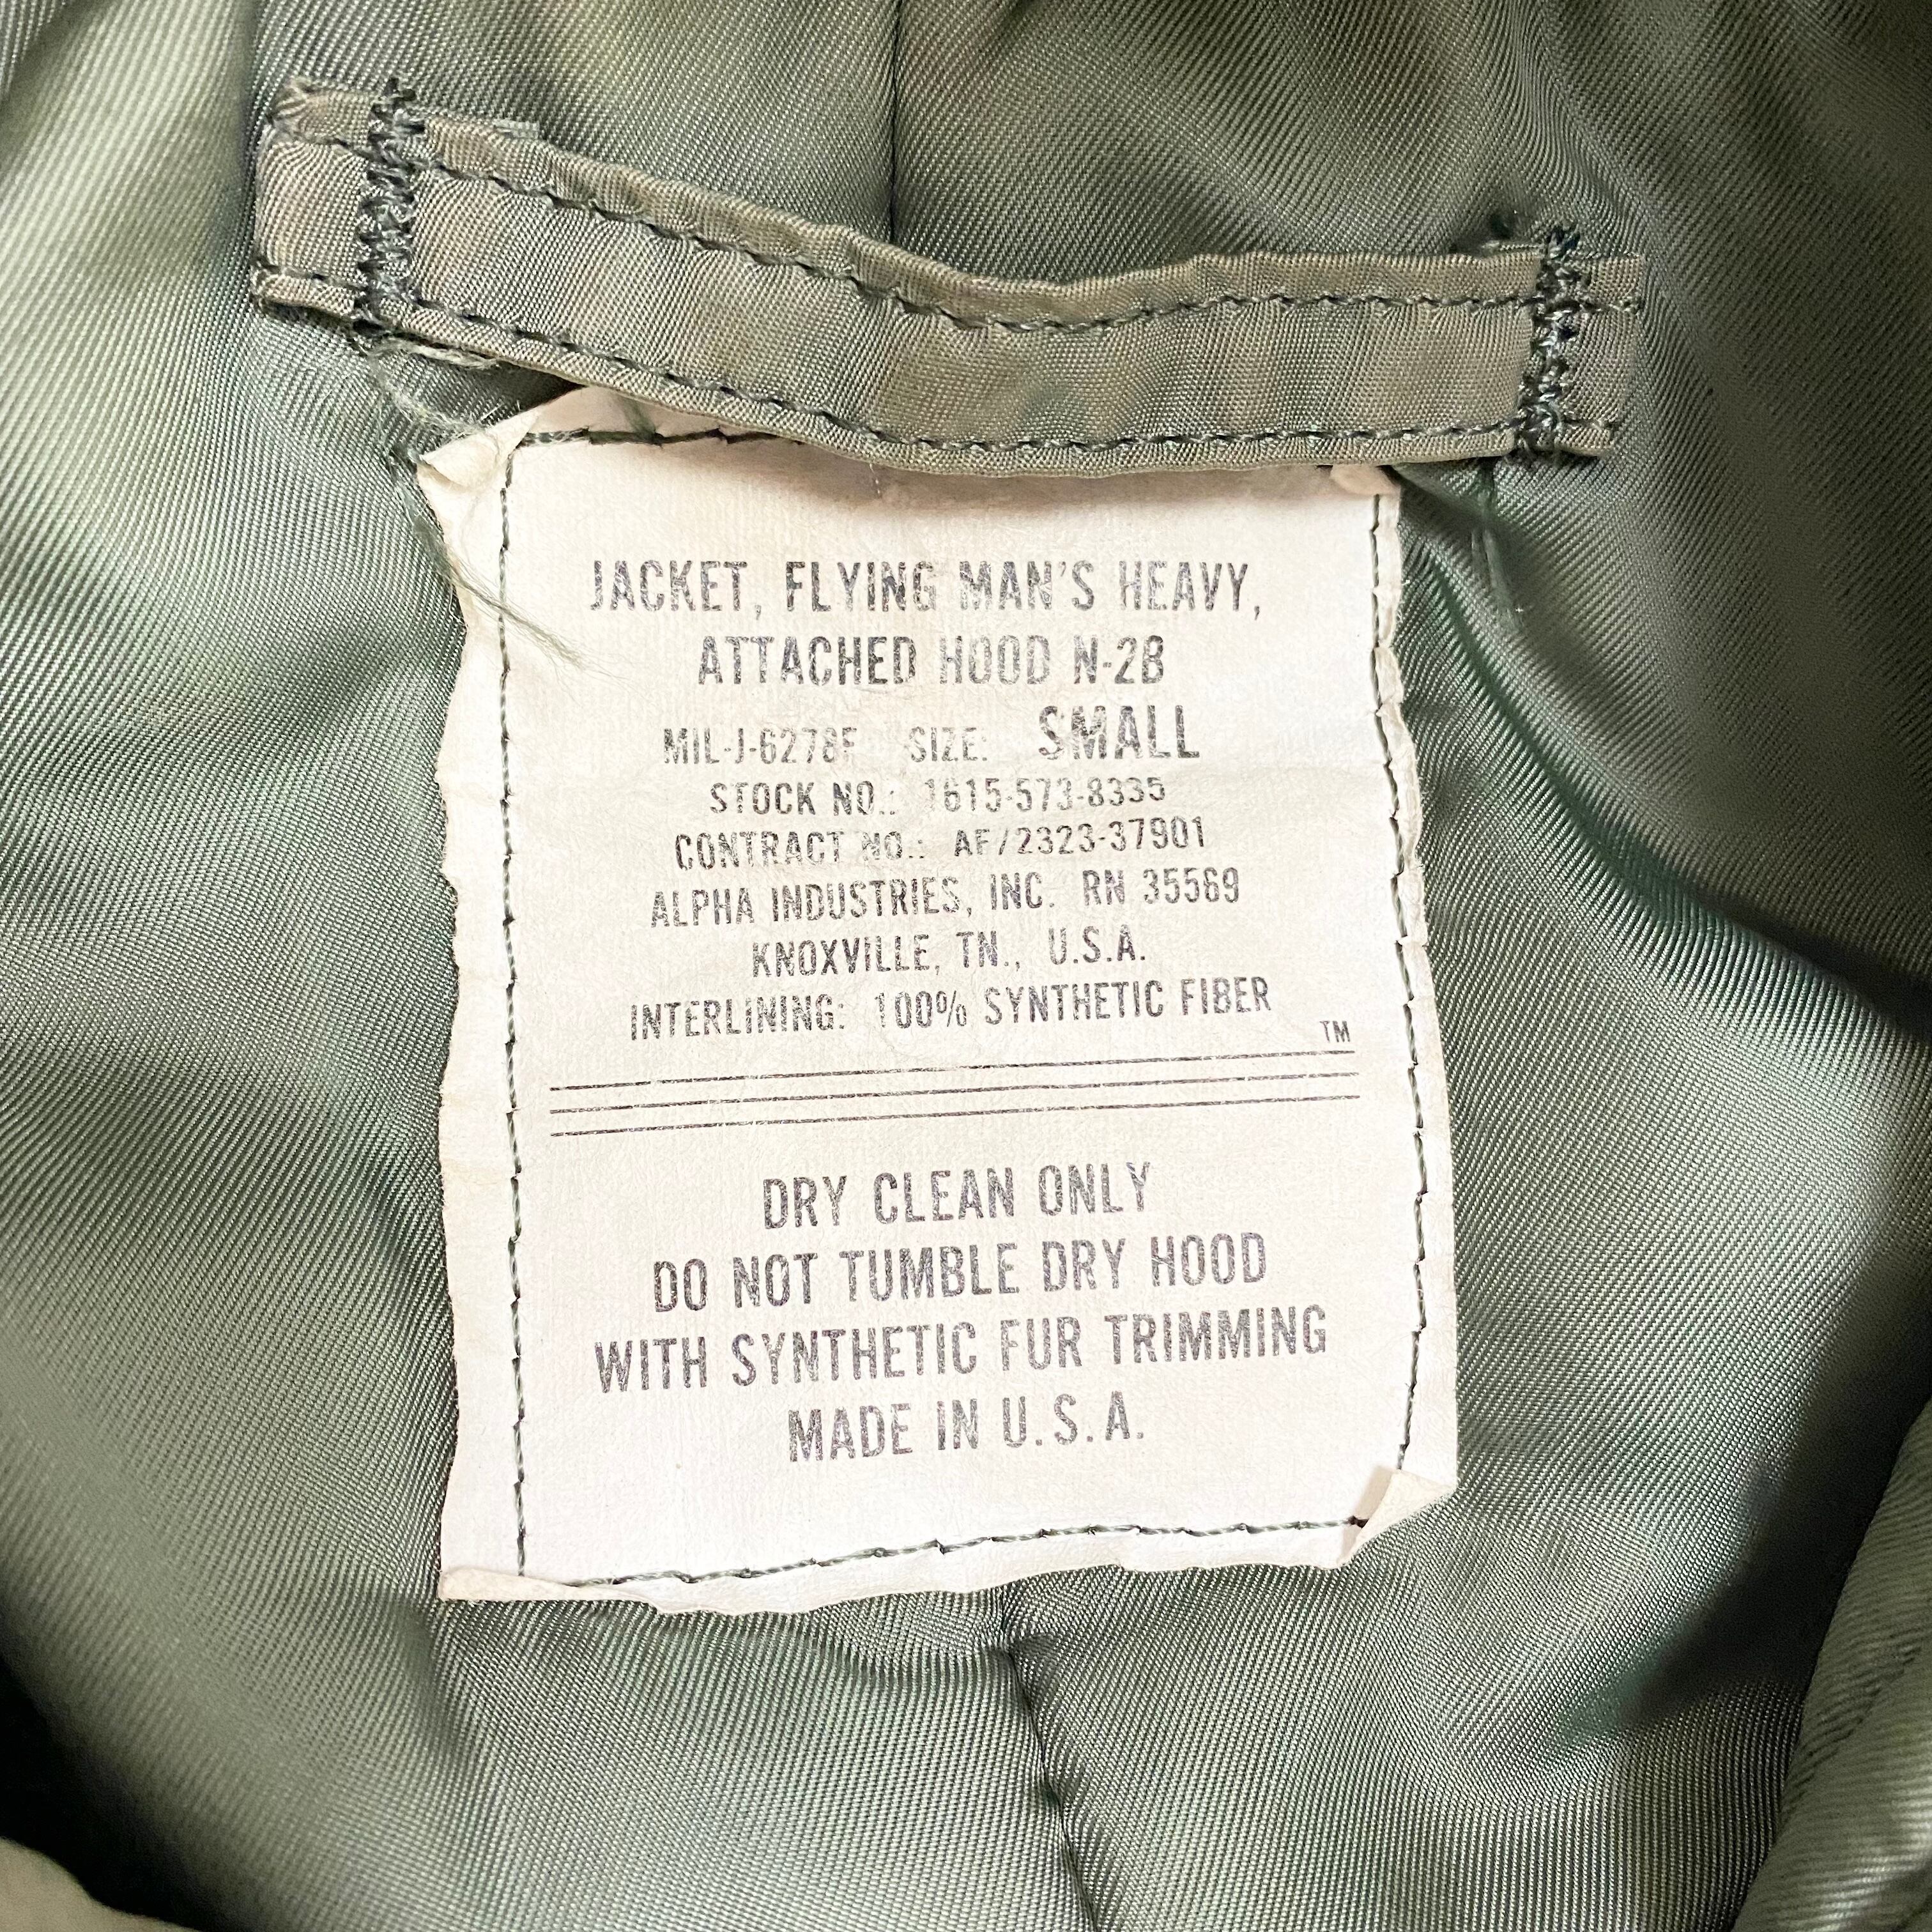 JACKET, FLYING MAN'S HEAVY,
ATTACHED HOOD N-2B
MIL-J-6278F SIZE: SMALL
STOCK NO.: 1615-573-8335
CONTRACT NO.: AF/2323-37901
ALPHA INDUSTRIES, INC. RN 35569
KNOXVILLE, TN., U.S.A.
INTERLINING: 100% SYNTHETIC FIBER
TM
DRY CLEAN ONLY
DO NOT TUMBLE DRY HOOD
WITH SYNTHETIC FUR TRIMMING
MADE IN U.S.A.